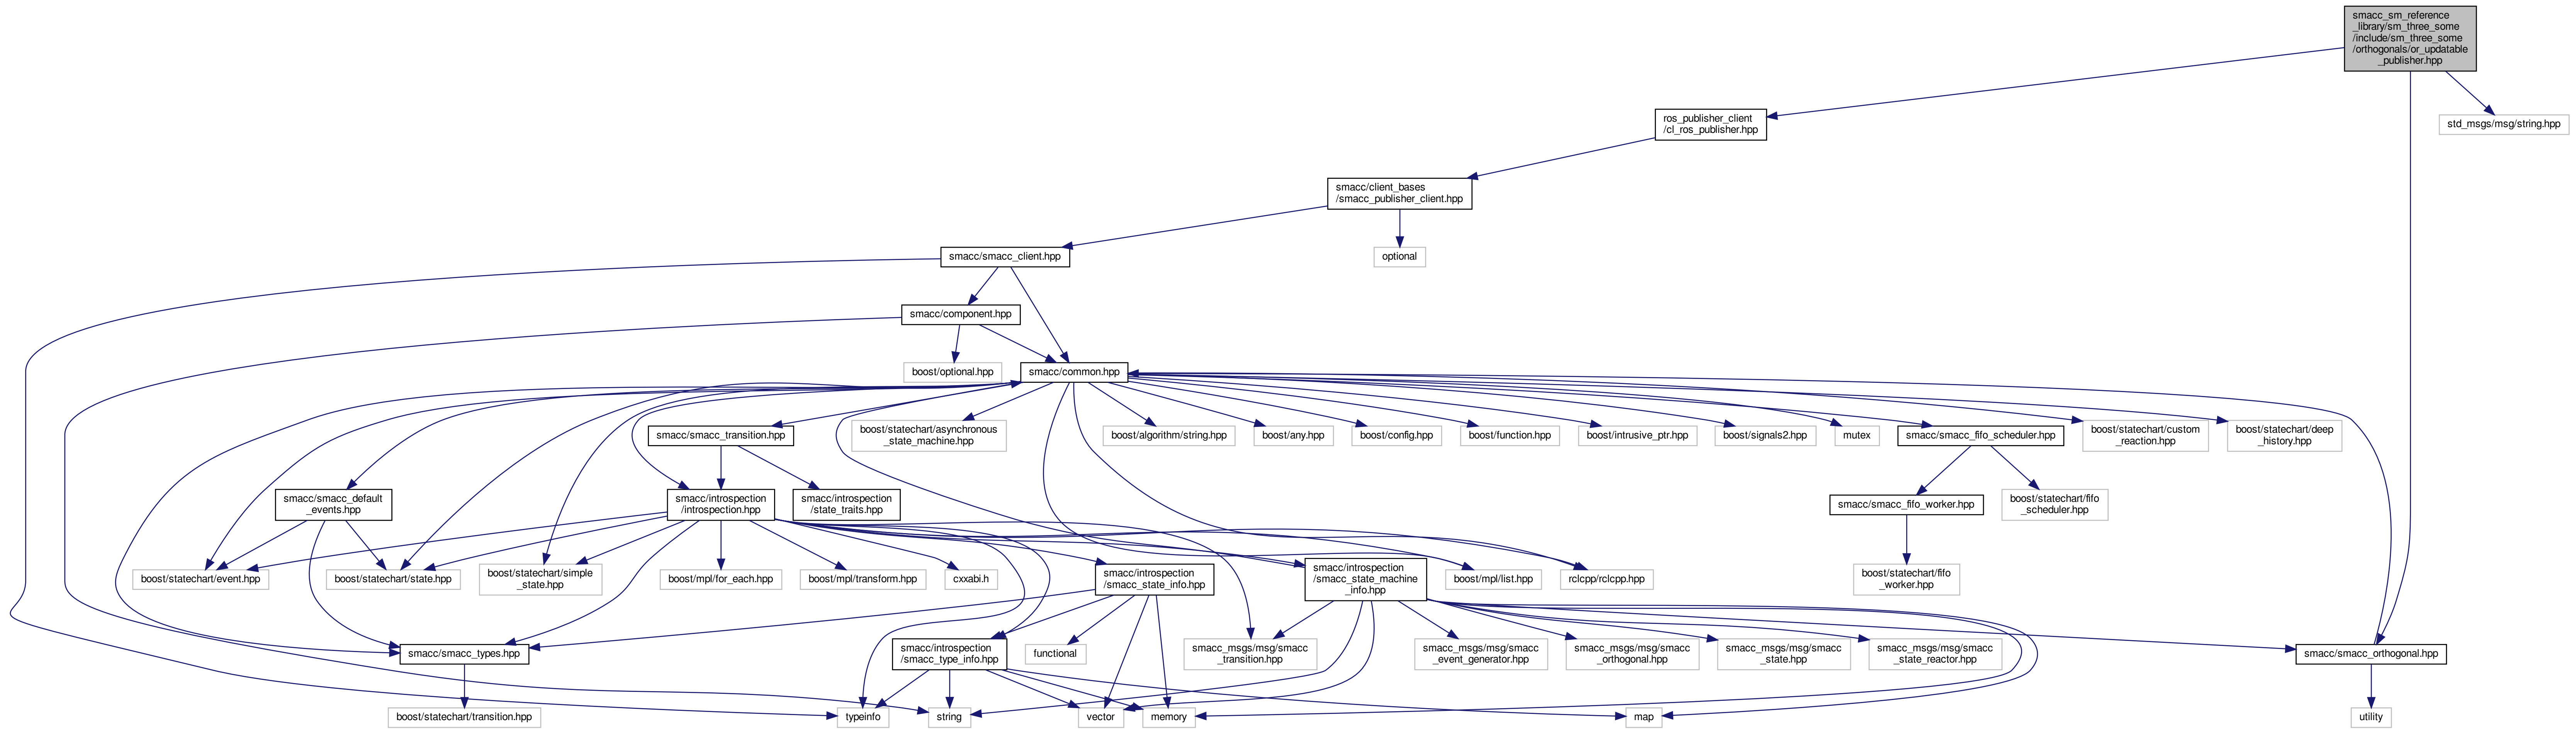 smacc_sm_reference
_library/sm_three_some
/include/sm_three_some
/orthogonals/or_updatable
_publisher.hpp
ros_publisher_client
/cl_ros_publisher.hpp
std_msgs/msg/string.hpp
smacc/client_bases
/smacc_publisher_client.hpp
smacc/smacc_client.hpp
optional
smacc/component.hpp
boost/optional.hpp
smacc/common.hpp
smacc/smacc_transition.hpp
boost/statechart/asynchronous
_state_machine.hpp
boost/algorithm/string.hpp
boost/any.hpp
boost/config.hpp
boost/function.hpp
boost/intrusive_ptr.hpp
boost/signals2.hpp
mutex
smacc/smacc_fifo_scheduler.hpp
boost/statechart/custom
_reaction.hpp
boost/statechart/deep
_history.hpp
smacc/smacc_default
_events.hpp
smacc/introspection
/introspection.hpp
smacc/introspection
/state_traits.hpp
smacc/smacc_fifo_worker.hpp
boost/statechart/fifo
_scheduler.hpp
boost/statechart/event.hpp
boost/statechart/state.hpp
boost/statechart/simple
_state.hpp
boost/mpl/for_each.hpp
boost/mpl/transform.hpp
cxxabi.h
smacc/introspection
/smacc_state_info.hpp
smacc/introspection
/smacc_state_machine
_info.hpp
boost/mpl/list.hpp
rclcpp/rclcpp.hpp
boost/statechart/fifo
_worker.hpp
smacc/smacc_types.hpp
smacc/introspection
/smacc_type_info.hpp
functional
smacc_msgs/msg/smacc
_transition.hpp
smacc_msgs/msg/smacc
_event_generator.hpp
smacc_msgs/msg/smacc
_orthogonal.hpp
smacc_msgs/msg/smacc
_state.hpp
smacc_msgs/msg/smacc
_state_reactor.hpp
smacc/smacc_orthogonal.hpp
boost/statechart/transition.hpp
typeinfo
string
vector
memory
map
utility